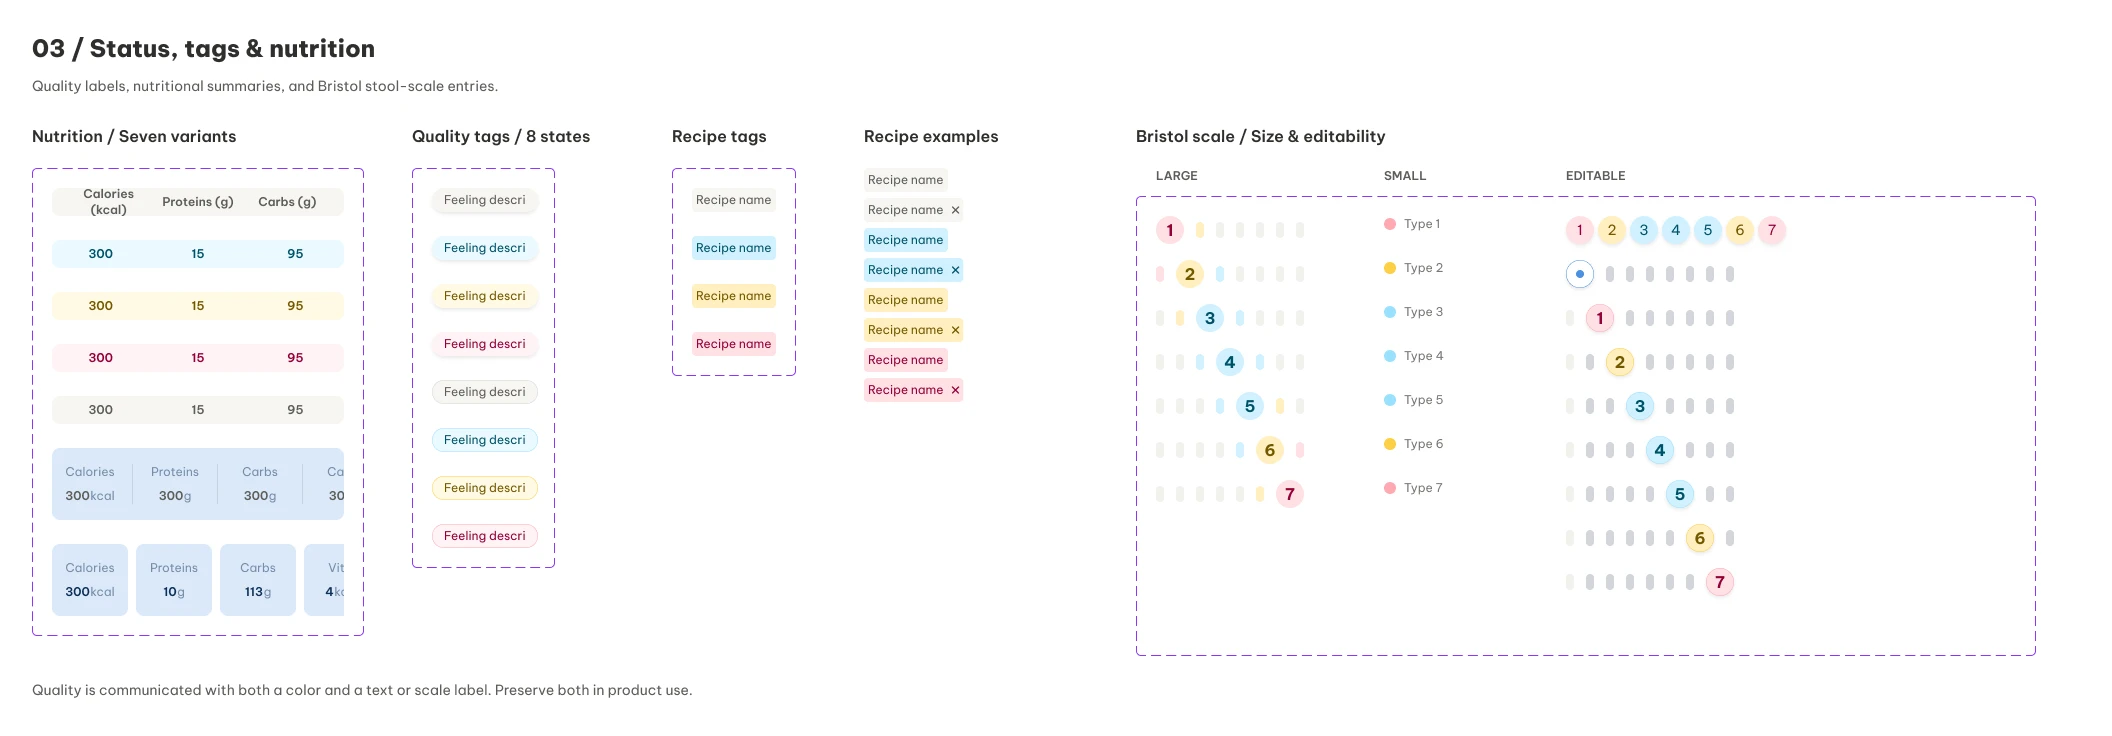 03 / Status, tags & nutrition
Quality labels, nutritional summaries, and Bristol stool-scale entries.
Nutrition / Seven variants
Calories
(kcal)
Proteins (g)
Carbs (g)
300 15 95
300 15 95
300 15 95
300 15 95
Calories Proteins Carbs Ca
300kcal 300g 300g 30
Calories Proteins Carbs Vit
300kcal 10g 113g 4kc
Quality tags / 8 states
Feeling descri
Feeling descri
Feeling descri
Feeling descri
Feeling descri
Feeling descri
Feeling descri
Feeling descri
Recipe tags
Recipe name
Recipe name
Recipe name
Recipe name
Recipe examples
Recipe name
Recipe name ×
Recipe name
Recipe name ×
Recipe name
Recipe name ×
Recipe name
Recipe name ×
Bristol scale / Size & editability
LARGE
1
2
3
4
5
6
7
SMALL
Type 1
Type 2
Type 3
Type 4
Type 5
Type 6
Type 7
EDITABLE
1 2 3 4 5 6 7
1
2
3
4
5
6
7
Quality is communicated with both a color and a text or scale label. Preserve both in product use.